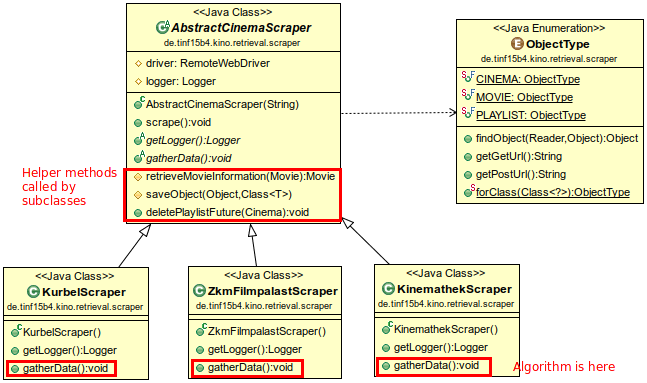 <<Java Class>>
AbstractCinemaScraper
de.tinf15b4.kino.retrieval.scraper
driver: RemoteWebDriver
logger: Logger
AbstractCinemaScraper(String)
scrape():void
getLogger():Logger
gatherData():void
retrieveMovieInformation(Movie):Movie
saveObject(Object,Class<T>)
deletePlaylistFuture(Cinema):void
<<Java Enumeration>>
ObjectType
de.tinf15b4.kino.retrieval.scraper
CINEMA: ObjectType
MOVIE: ObjectType
PLAYLIST: ObjectType
findObject(Reader,Object):Object
getGetUrl():String
getPostUrl():String
forClass(Class<?>):ObjectType
Helper methods
called by
subclasses
<<Java Class>>
KurbelScraper
de.tinf15b4.kino.retrieval.scraper
KurbelScraper()
getLogger():Logger
gatherData():void
<<Java Class>>
ZkmFilmpalastScraper
de.tinf15b4.kino.retrieval.scraper
ZkmFilmpalastScraper()
getLogger():Logger
gatherData():void
<<Java Class>>
KinemathekScraper
de.tinf15b4.kino.retrieval.scraper
KinemathekScraper()
getLogger():Logger
gatherData():void
Algorithm is here